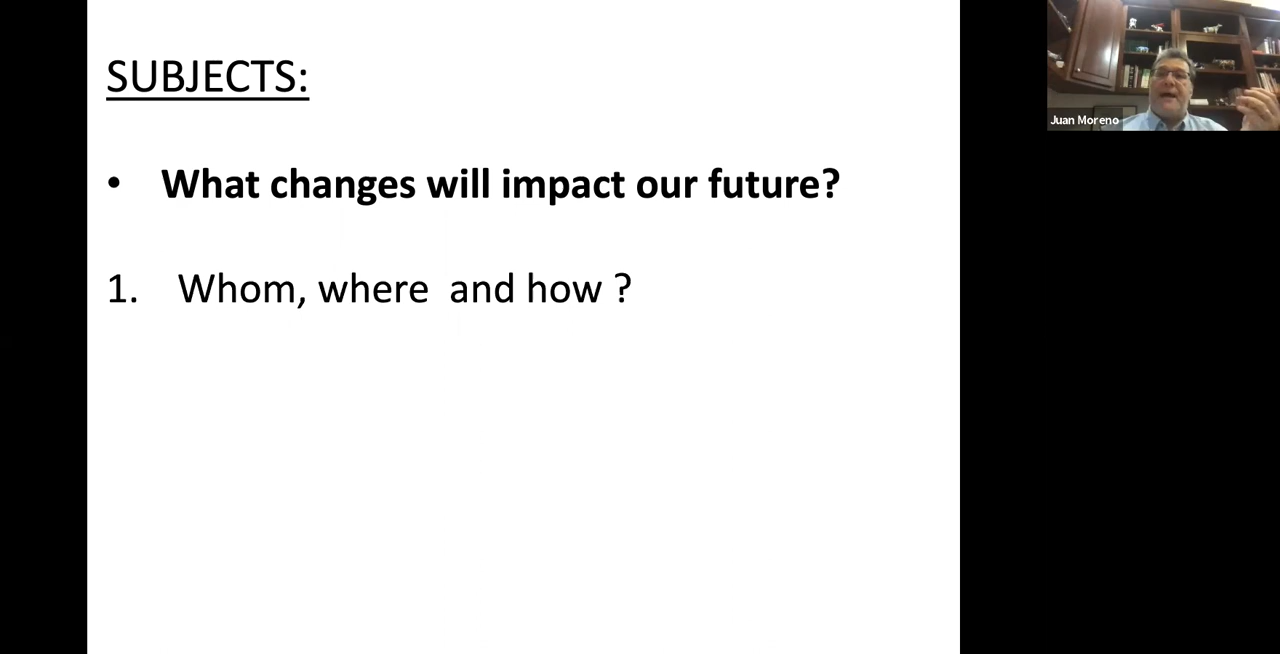 SUBJECTS:
• What changes will impact our future?
1. Whom, where  and how ?
Juan Moreno